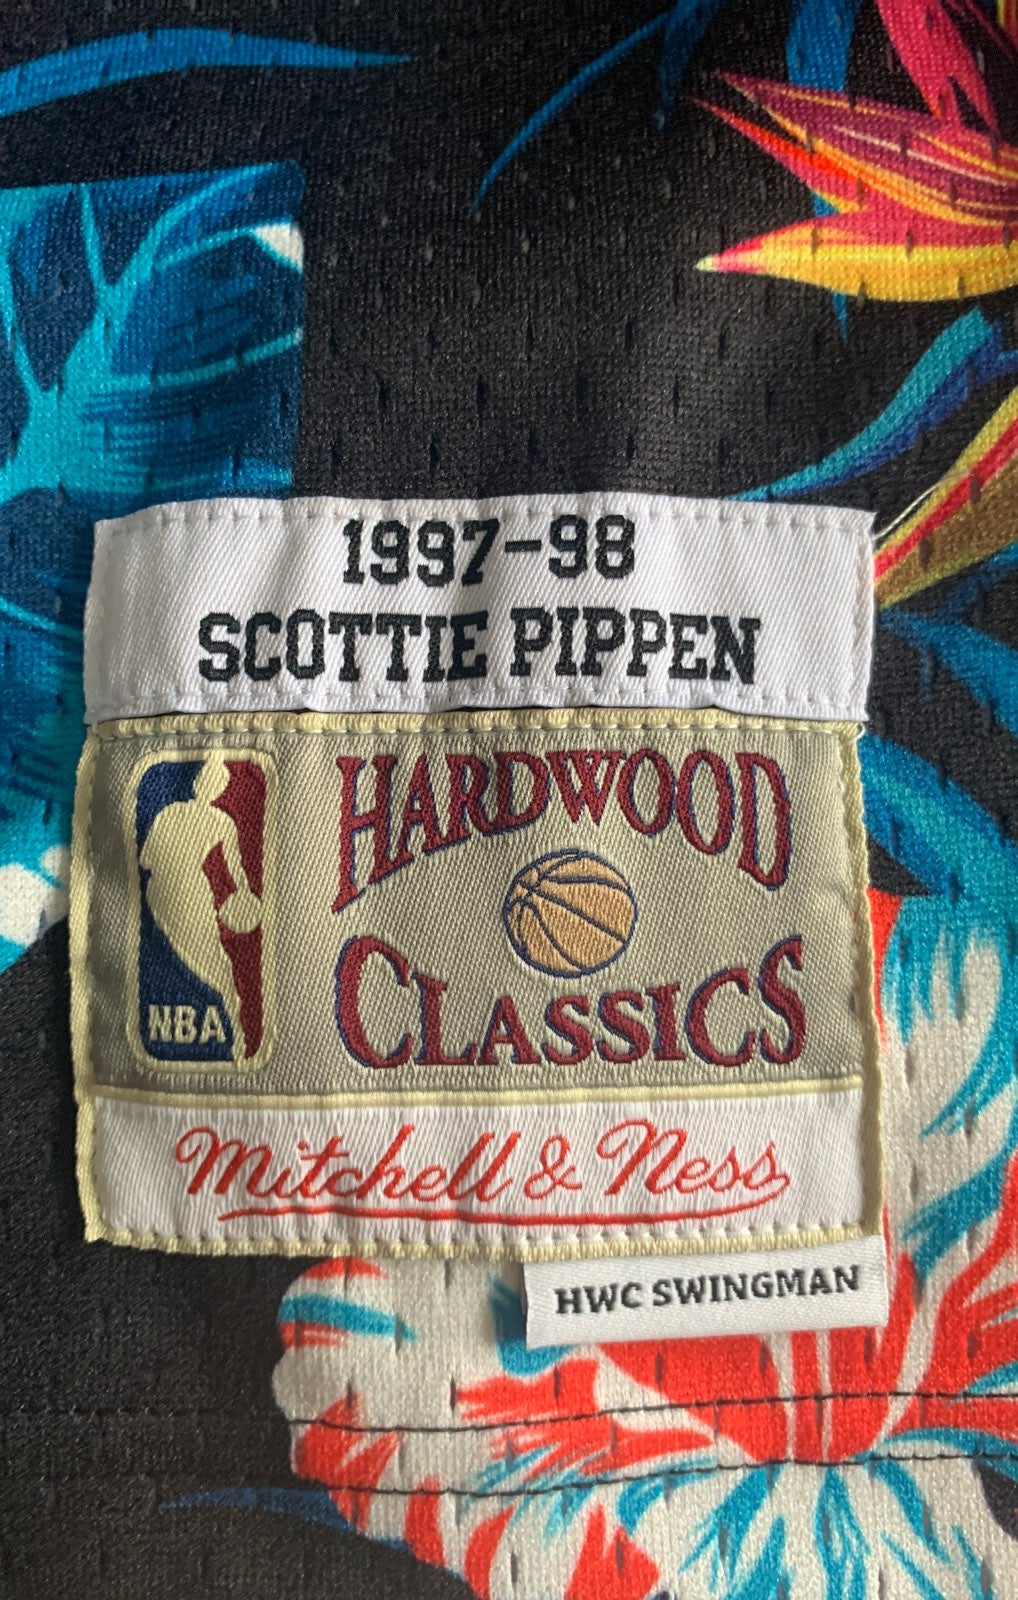 1997-98
SCOTTIE PIPPEN
HARDWOOD
CLASSICS
NBA
Mitchell & Ness
HWC SWINGMAN